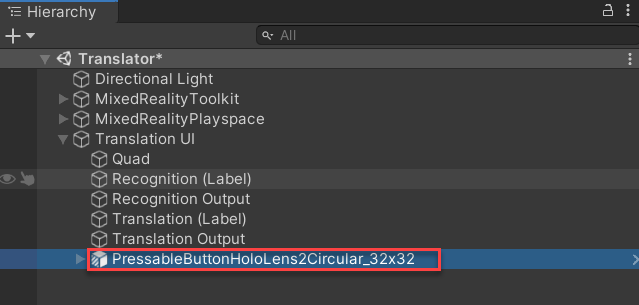 Hierarchy
All
Translator*
Directional Light
MixedRealityToolkit
MixedRealityPlayspace
Translation UI
Quad
Recognition (Label)
Recognition Output
Translation (Label)
Translation Output
PressableButtonHoloLens2Circular_32x32